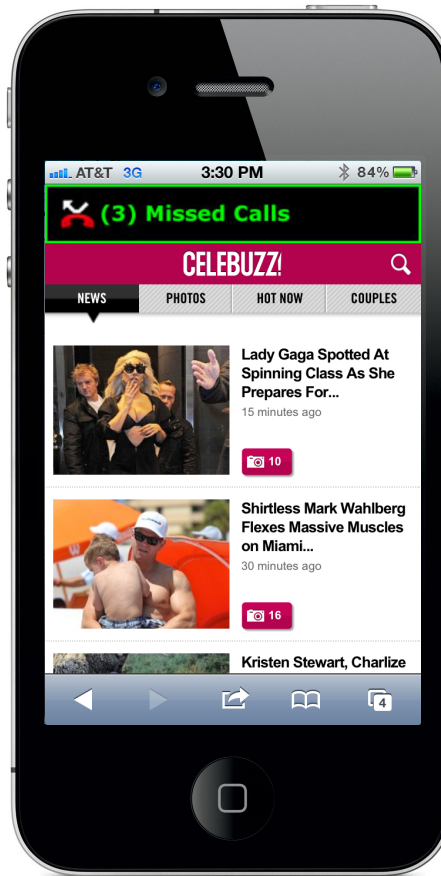 AT&T 3G 3:30 PM 84%
(3) Missed Calls
CELEBUZZ!
NEWS PHOTOS HOT NOW COUPLES
Lady Gaga Spotted At
Spinning Class As She
Prepares For...
15 minutes ago
10
Shirtless Mark Wahlberg
Flexes Massive Muscles
on Miami...
30 minutes ago
16
Kristen Stewart, Charlize
4